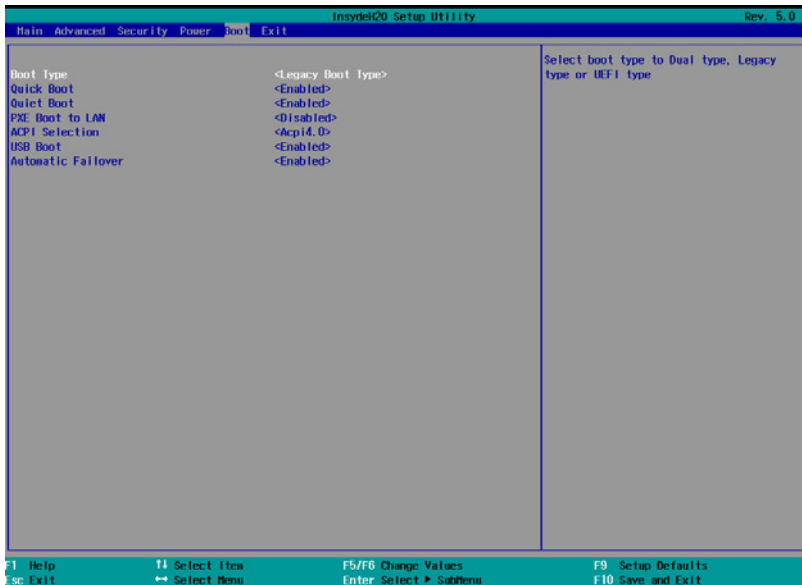 InsydeH20 Setup Utility Rev. 5.0
Main Advanced Security Power Boot Exit
Select boot type to Dual type, Legacy
type or UEFI type
Boot Type <Legacy Boot Type>
Quick Boot <Enabled>
Quiet Boot <Enabled>
PXE Boot to LAN <Disabled>
ACPI Selection <Acpi4.0>
USB Boot <Enabled>
Automatic Failover <Enabled>
F1 Help ↑↓ Select Item F5/F6 Change Values F9 Setup Defaults
Esc Exit ↔ Select Menu Enter Select ▶ SubMenu F10 Save and Exit